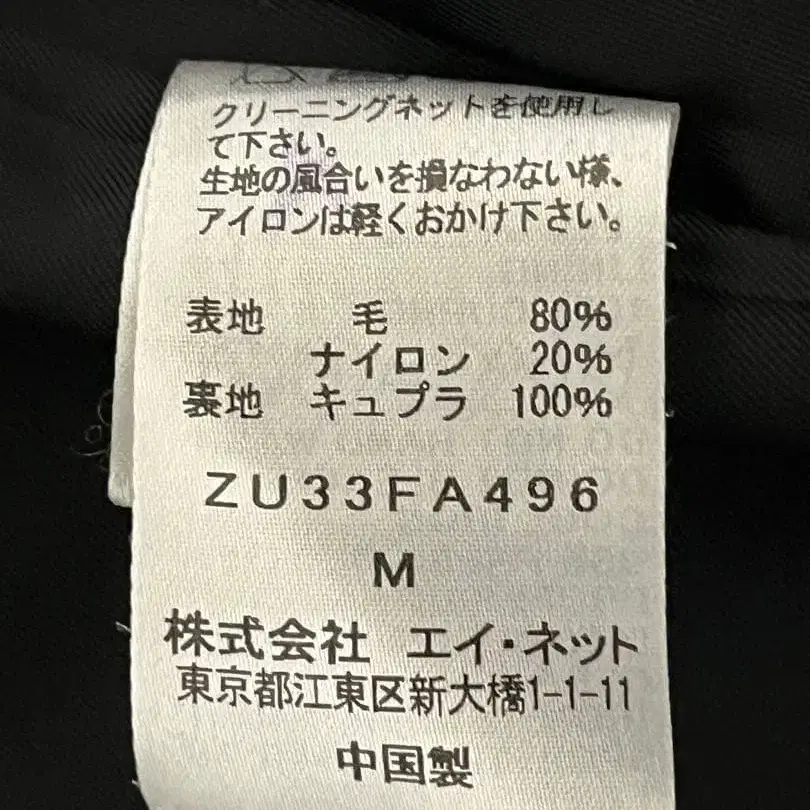 クリーニングネットを使用し
て下さい。
生地の風合いを損なわない様、
アイロンは軽くおかけ下さい。
表地 毛 80%
ナイロン 20%
裏地 キュプラ 100%
ZU33FA496
M
株式会社 エイ・ネット
東京都江東区新大橋1-1-11
中国製